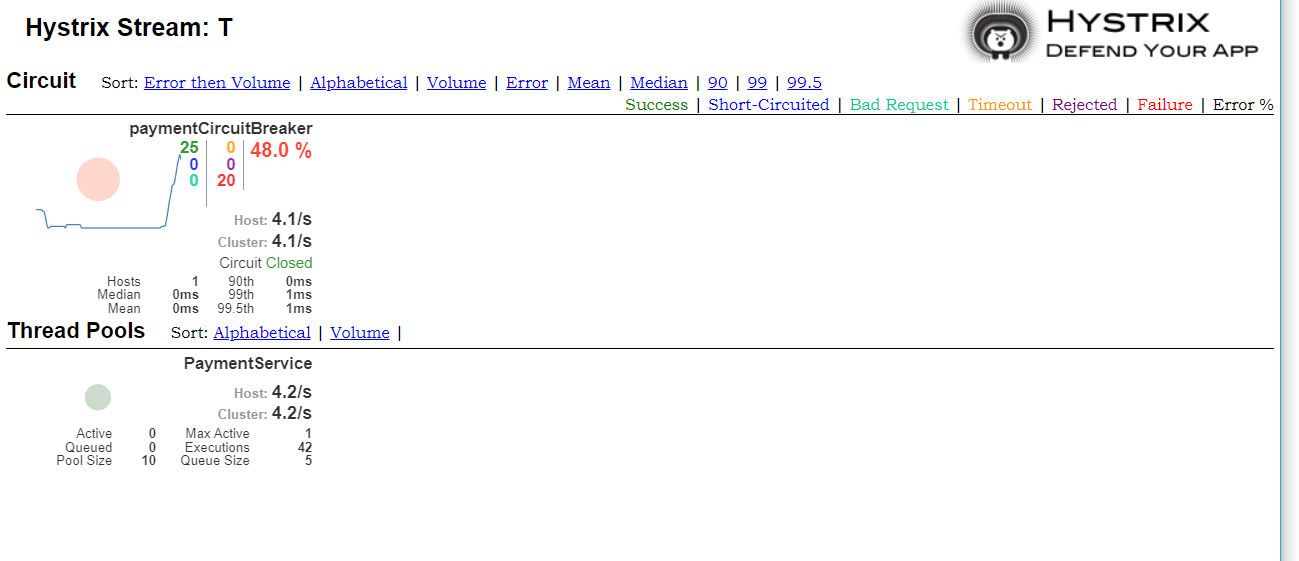 Hystrix Stream: T
HYSTRIX
DEFEND YOUR APP
Circuit Sort: Error then Volume | Alphabetical | Volume | Error | Mean | Median | 90 | 99 | 99.5
Success | Short-Circuited | Bad Request | Timeout | Rejected | Failure | Error %
paymentCircuitBreaker
25 0 48.0 %
0 0
0 20
Host: 4.1/s
Cluster: 4.1/s
Circuit Closed
Hosts 1 90th 0ms
Median 0ms 99th 1ms
Mean 0ms 99.5th 1ms
Thread Pools Sort: Alphabetical | Volume |
PaymentService
Host: 4.2/s
Cluster: 4.2/s
Active 0 Max Active 1
Queued 0 Executions 42
Pool Size 10 Queue Size 5